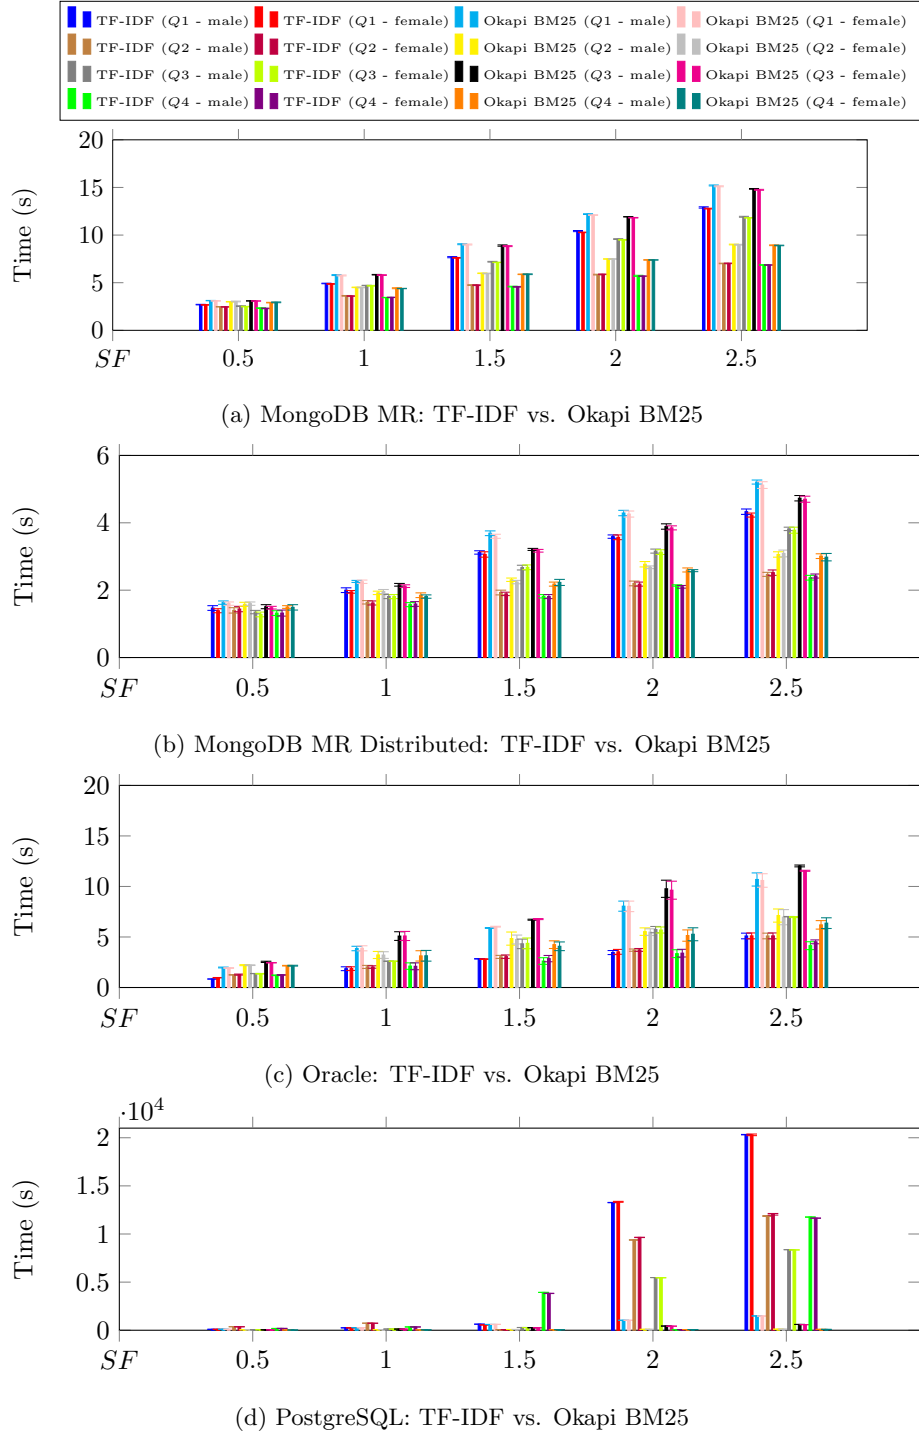 TF-IDF (Q1 - male) TF-IDF (Q1 - female) Okapi BM25 (Q1 - male) Okapi BM25 (Q1 - female)
TF-IDF (Q2 - male) TF-IDF (Q2 - female) Okapi BM25 (Q2 - male) Okapi BM25 (Q2 - female)
TF-IDF (Q3 - male) TF-IDF (Q3 - female) Okapi BM25 (Q3 - male) Okapi BM25 (Q3 - female)
TF-IDF (Q4 - male) TF-IDF (Q4 - female) Okapi BM25 (Q4 - male) Okapi BM25 (Q4 - female)
20
15
10
5
0
Time (s)
SF 0.5 1 1.5 2 2.5
(a) MongoDB MR: TF-IDF vs. Okapi BM25
6
4
2
0
Time (s)
SF 0.5 1 1.5 2 2.5
(b) MongoDB MR Distributed: TF-IDF vs. Okapi BM25
20
15
10
5
0
Time (s)
SF 0.5 1 1.5 2 2.5
(c) Oracle: TF-IDF vs. Okapi BM25
·10^4
2
1.5
1
0.5
0
Time (s)
SF 0.5 1 1.5 2 2.5
(d) PostgreSQL: TF-IDF vs. Okapi BM25